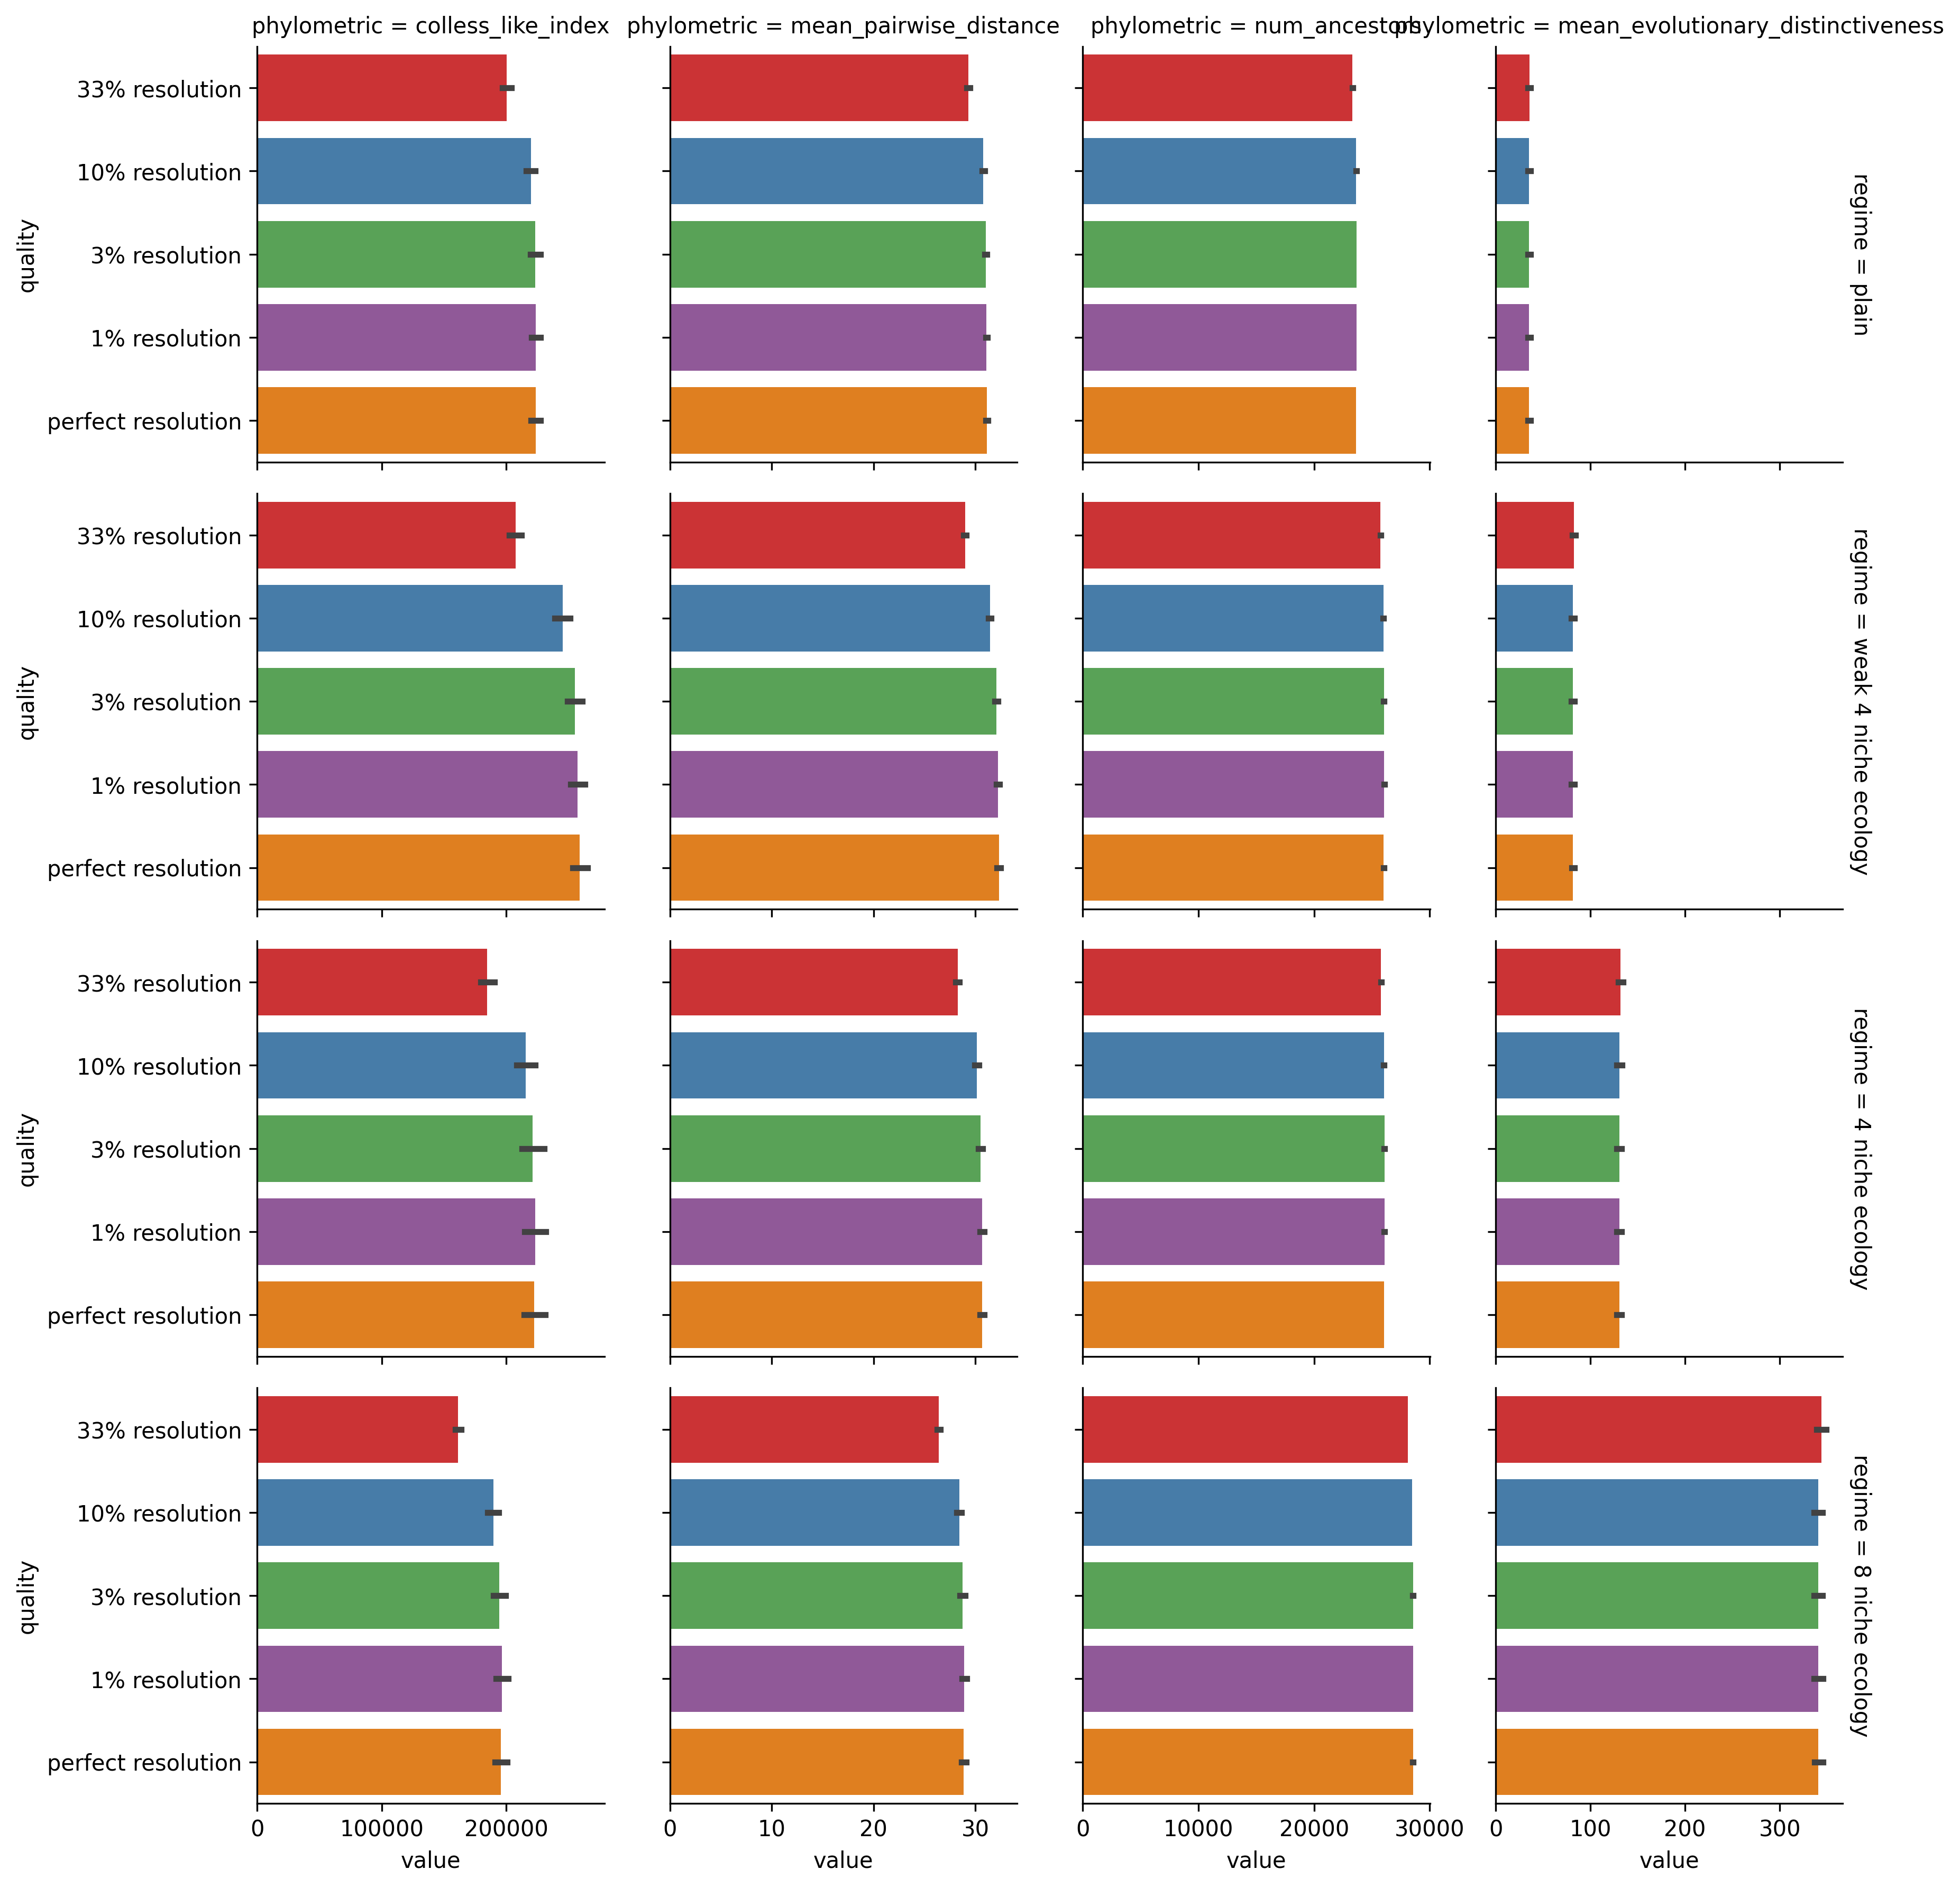 phylometric = colless_like_index
phylometric = mean_pairwise_distance
phylometric = num_ancestors
phylometric = mean_evolutionary_distinctiveness
quality
33% resolution
10% resolution
3% resolution
1% resolution
perfect resolution
regime = plain
quality
33% resolution
10% resolution
3% resolution
1% resolution
perfect resolution
regime = weak 4 niche ecology
quality
33% resolution
10% resolution
3% resolution
1% resolution
perfect resolution
regime = 4 niche ecology
quality
33% resolution
10% resolution
3% resolution
1% resolution
perfect resolution
regime = 8 niche ecology
0 100000 200000
0 10 20 30
0 10000 20000 30000
0 100 200 300
value
value
value
value